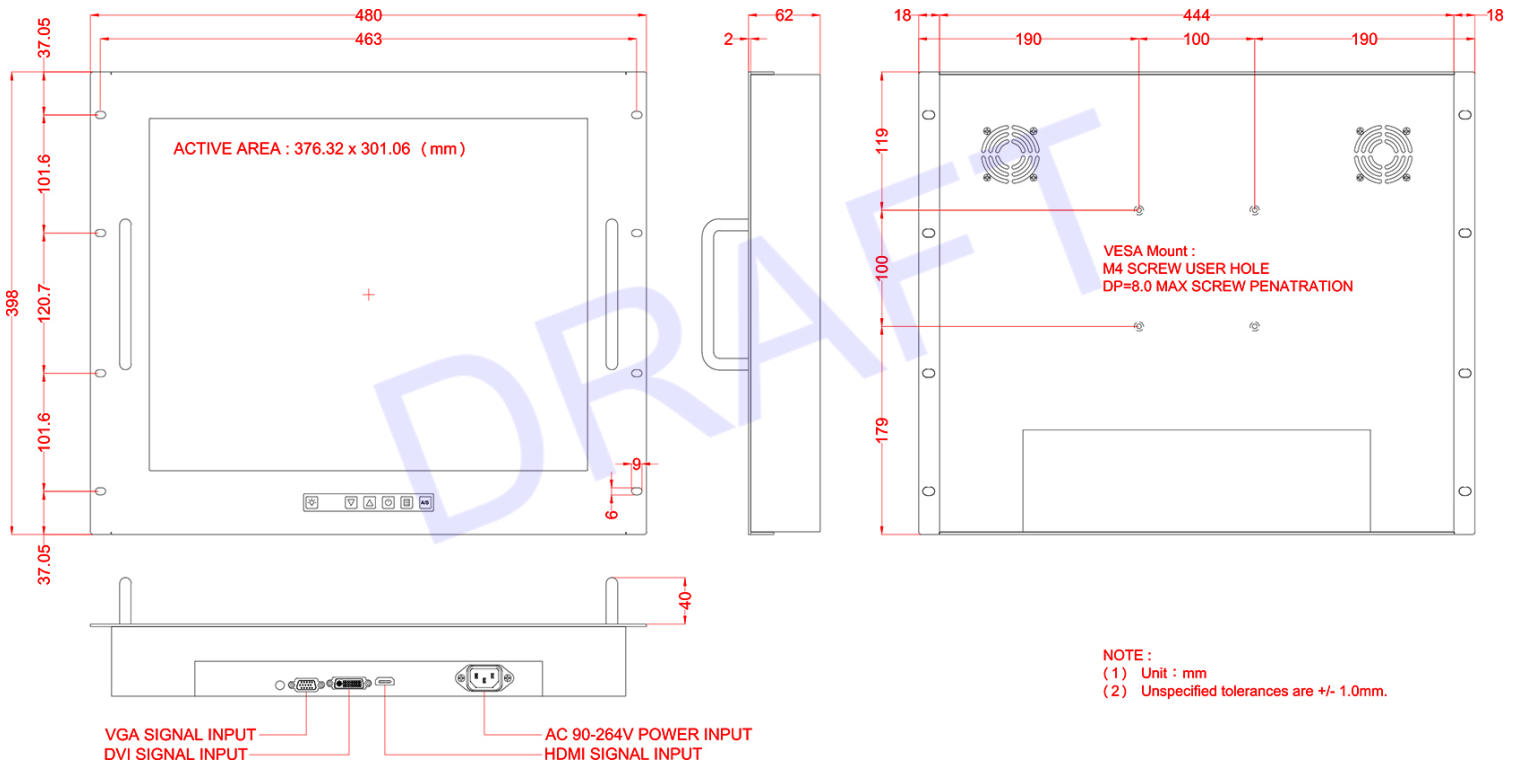 480
463
37.05
398
101.6
120.7
101.6
37.05
ACTIVE AREA : 376.32 x 301.06 (mm)
9
6
A/S
62
2
18
444
18
190
100
190
119
100
179
VESA Mount :
M4 SCREW USER HOLE
DP=8.0 MAX SCREW PENATRATION
DRAFT
40
VGA SIGNAL INPUT
DVI SIGNAL INPUT
AC 90-264V POWER INPUT
HDMI SIGNAL INPUT
NOTE :
(1) Unit : mm
(2) Unspecified tolerances are +/- 1.0mm.